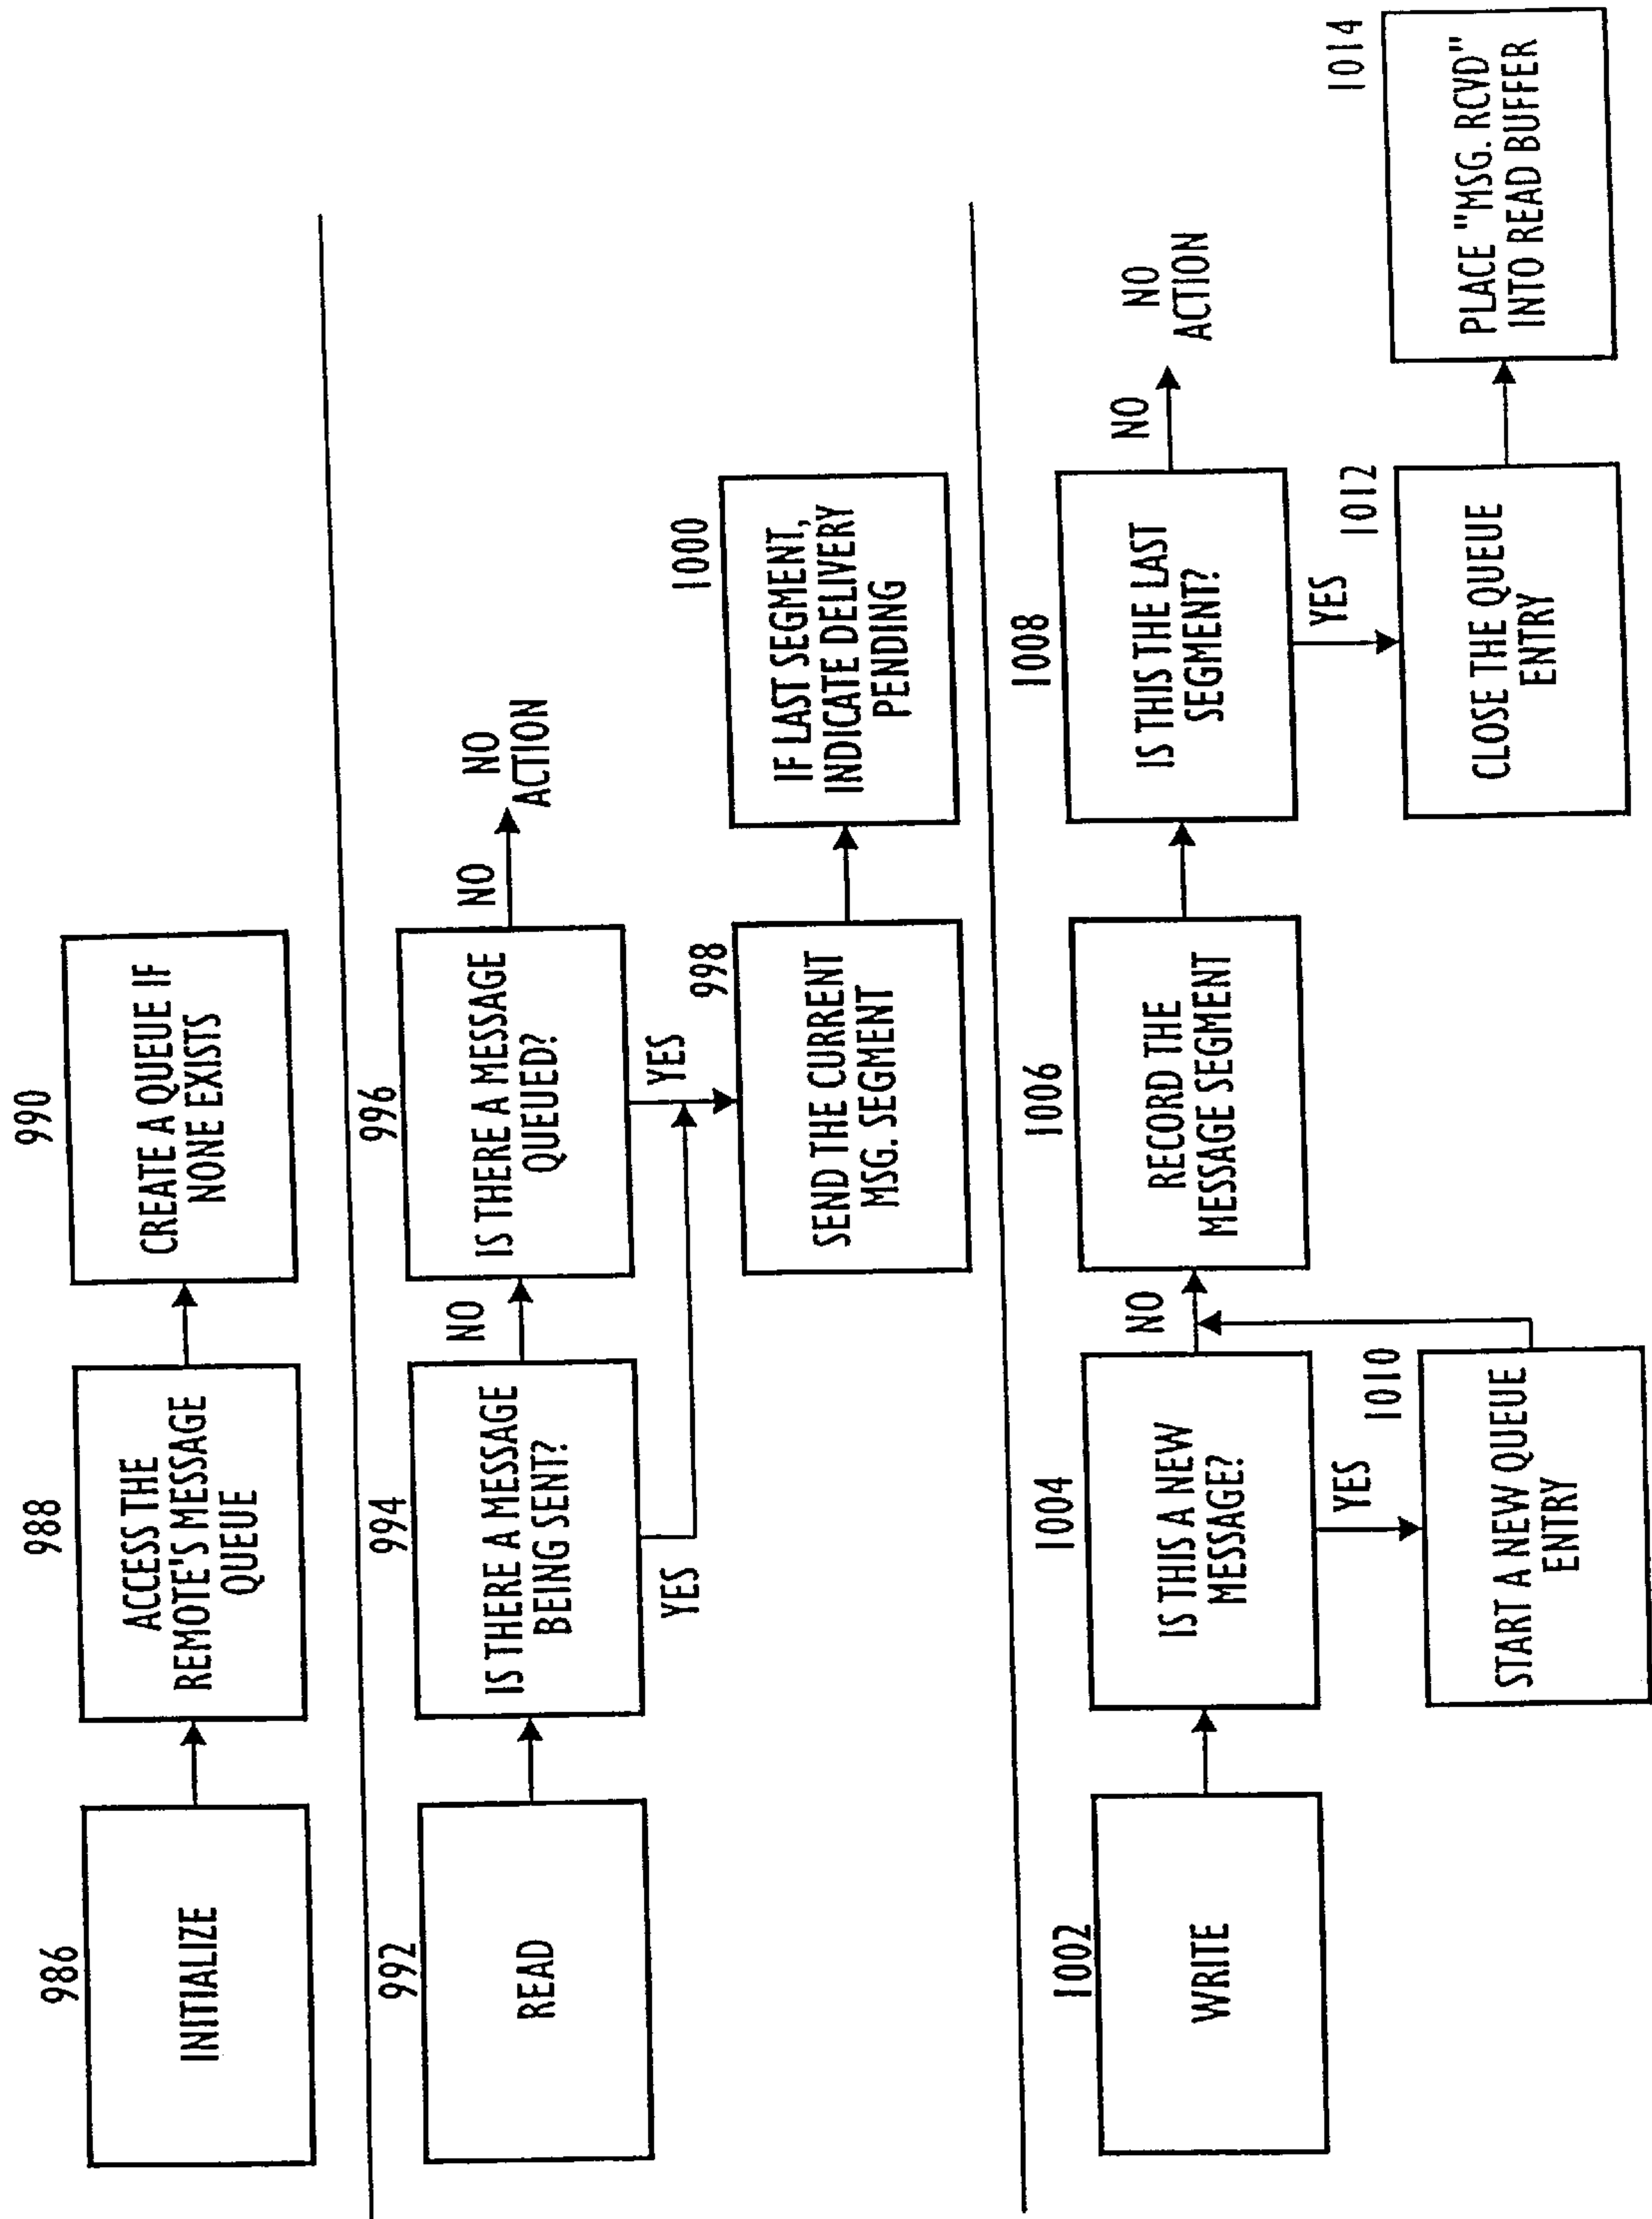 986
INITIALIZE
988
ACCESS THE
REMOTE'S MESSAGE
QUEUE
990
CREATE A QUEUE IF
NONE EXISTS
992
READ
994
IS THERE A MESSAGE
BEING SENT?
NO
YES
996
IS THERE A MESSAGE
QUEUED?
NO
NO
ACTION
YES
998
SEND THE CURRENT
MSG. SEGMENT
1000
IF LAST SEGMENT,
INDICATE DELIVERY
PENDING
1002
WRITE
1004
IS THIS A NEW
MESSAGE?
NO
YES
1010
START A NEW QUEUE
ENTRY
1006
RECORD THE
MESSAGE SEGMENT
1008
IS THIS THE LAST
SEGMENT?
NO
NO
ACTION
YES
1012
CLOSE THE QUEUE
ENTRY
1014
PLACE "MSG. RCVD"
INTO READ BUFFER